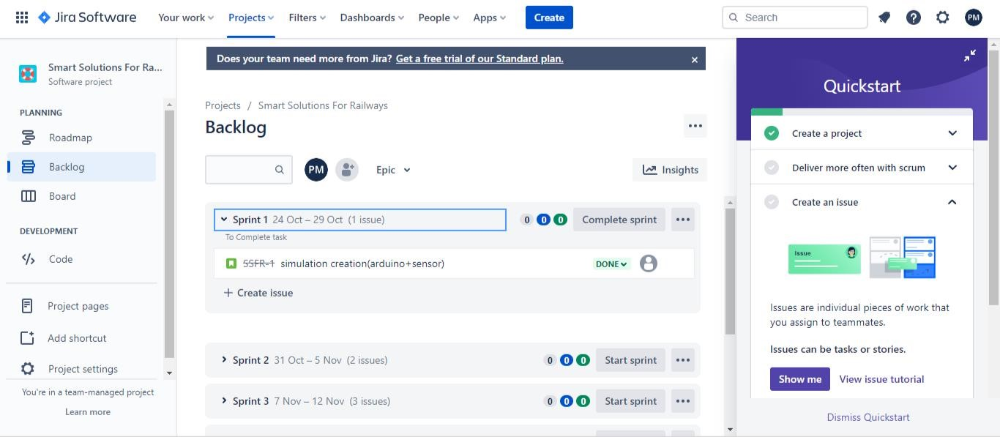 Jira Software Your work Projects Filters Dashboards People Apps Create Search PM
Smart Solutions For Ra...
Software project
PLANNING
Roadmap
Backlog
Board
DEVELOPMENT
Code
Project pages
Add shortcut
Project settings
You're in a team-managed project
Learn more
Does your team need more from Jira? Get a free trial of our Standard plan.
Projects / Smart Solutions For Railways
Backlog
PM Epic Insights
Sprint 1 24 Oct – 29 Oct (1 issue) 0 0 0 Complete sprint
To Complete task
SSFR-1 simulation creation(arduino+sensor) DONE
+ Create issue
Sprint 2 31 Oct – 5 Nov (2 issues) 0 0 0 Start sprint
Sprint 3 7 Nov – 12 Nov (3 issues) 0 0 0 Start sprint
Quickstart
Create a project
Deliver more often with scrum
Create an issue
Issue
Issues are individual pieces of work that
you assign to teammates.
Issues can be tasks or stories.
Show me View issue tutorial
Dismiss Quickstart